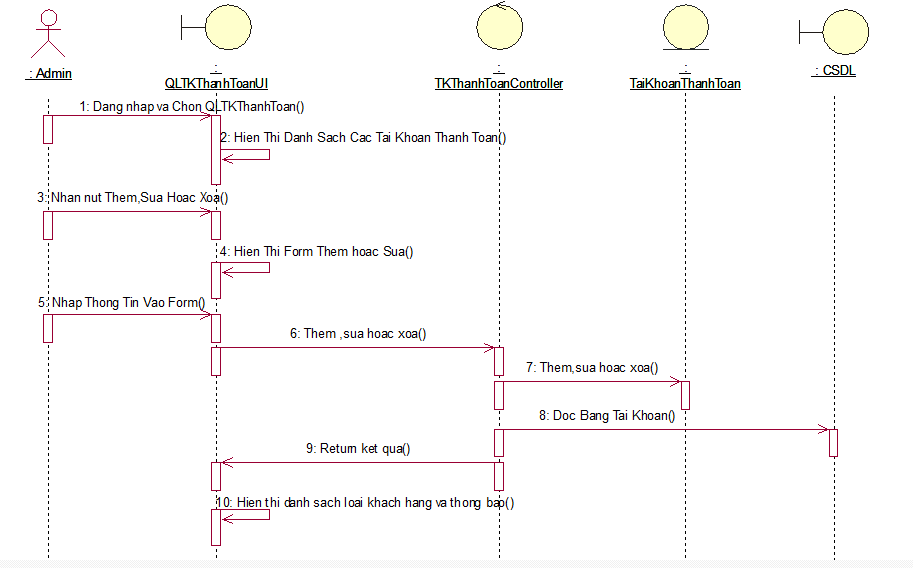 : Admin
:
QLTKThanhToanUI
:
TKThanhToanController
:
TaiKhoanThanhToan
: CSDL
1: Dang nhap va Chon QLTKThanhToan()
2: Hien Thi Danh Sach Cac Tai Khoan Thanh Toan()
3: Nhan nut Them,Sua Hoac Xoa()
4: Hien Thi Form Them hoac Sua()
5: Nhap Thong Tin Vao Form()
6: Them ,sua hoac xoa()
7: Them,sua hoac xoa()
8: Doc Bang Tai Khoan()
9: Return ket qua()
10: Hien thi danh sach loai khach hang va thong bao()